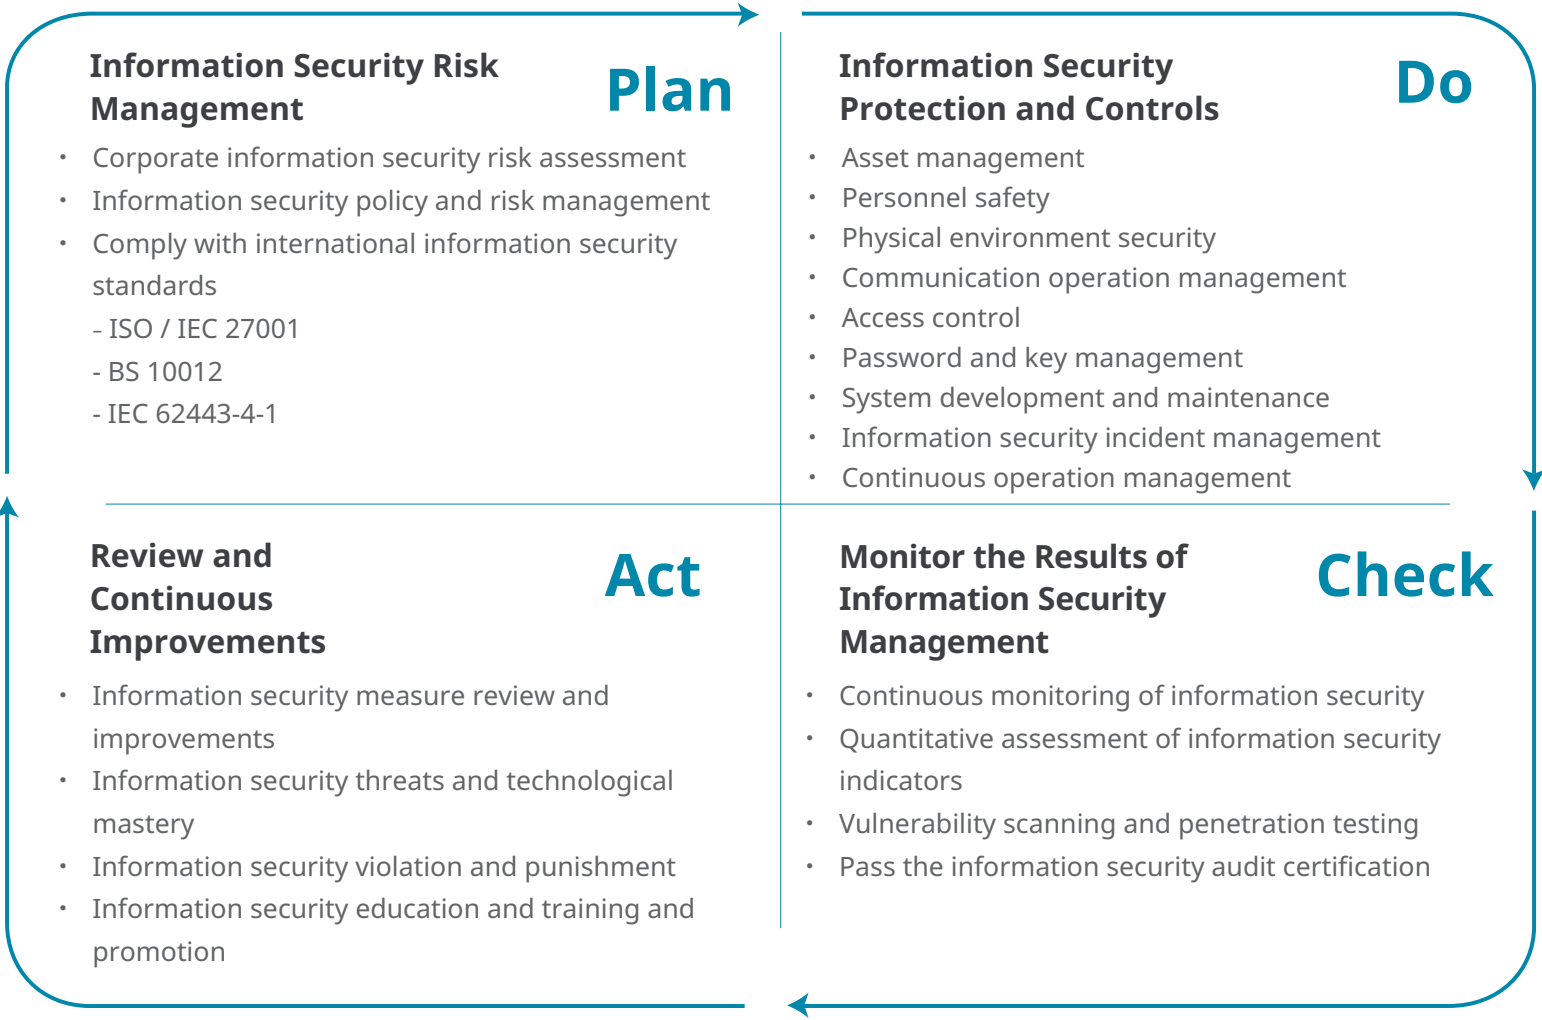 Information Security Risk
Management
Plan
• Corporate information security risk assessment
• Information security policy and risk management
• Comply with international information security
standards
– ISO / IEC 27001
- BS 10012
- IEC 62443-4-1
Information Security
Protection and Controls
Do
• Asset management
• Personnel safety
• Physical environment security
• Communication operation management
• Access control
• Password and key management
• System development and maintenance
• Information security incident management
• Continuous operation management
Review and
Continuous
Improvements
Act
• Information security measure review and
improvements
• Information security threats and technological
mastery
• Information security violation and punishment
• Information security education and training and
promotion
Monitor the Results of
Information Security
Management
Check
• Continuous monitoring of information security
• Quantitative assessment of information security
indicators
• Vulnerability scanning and penetration testing
• Pass the information security audit certification